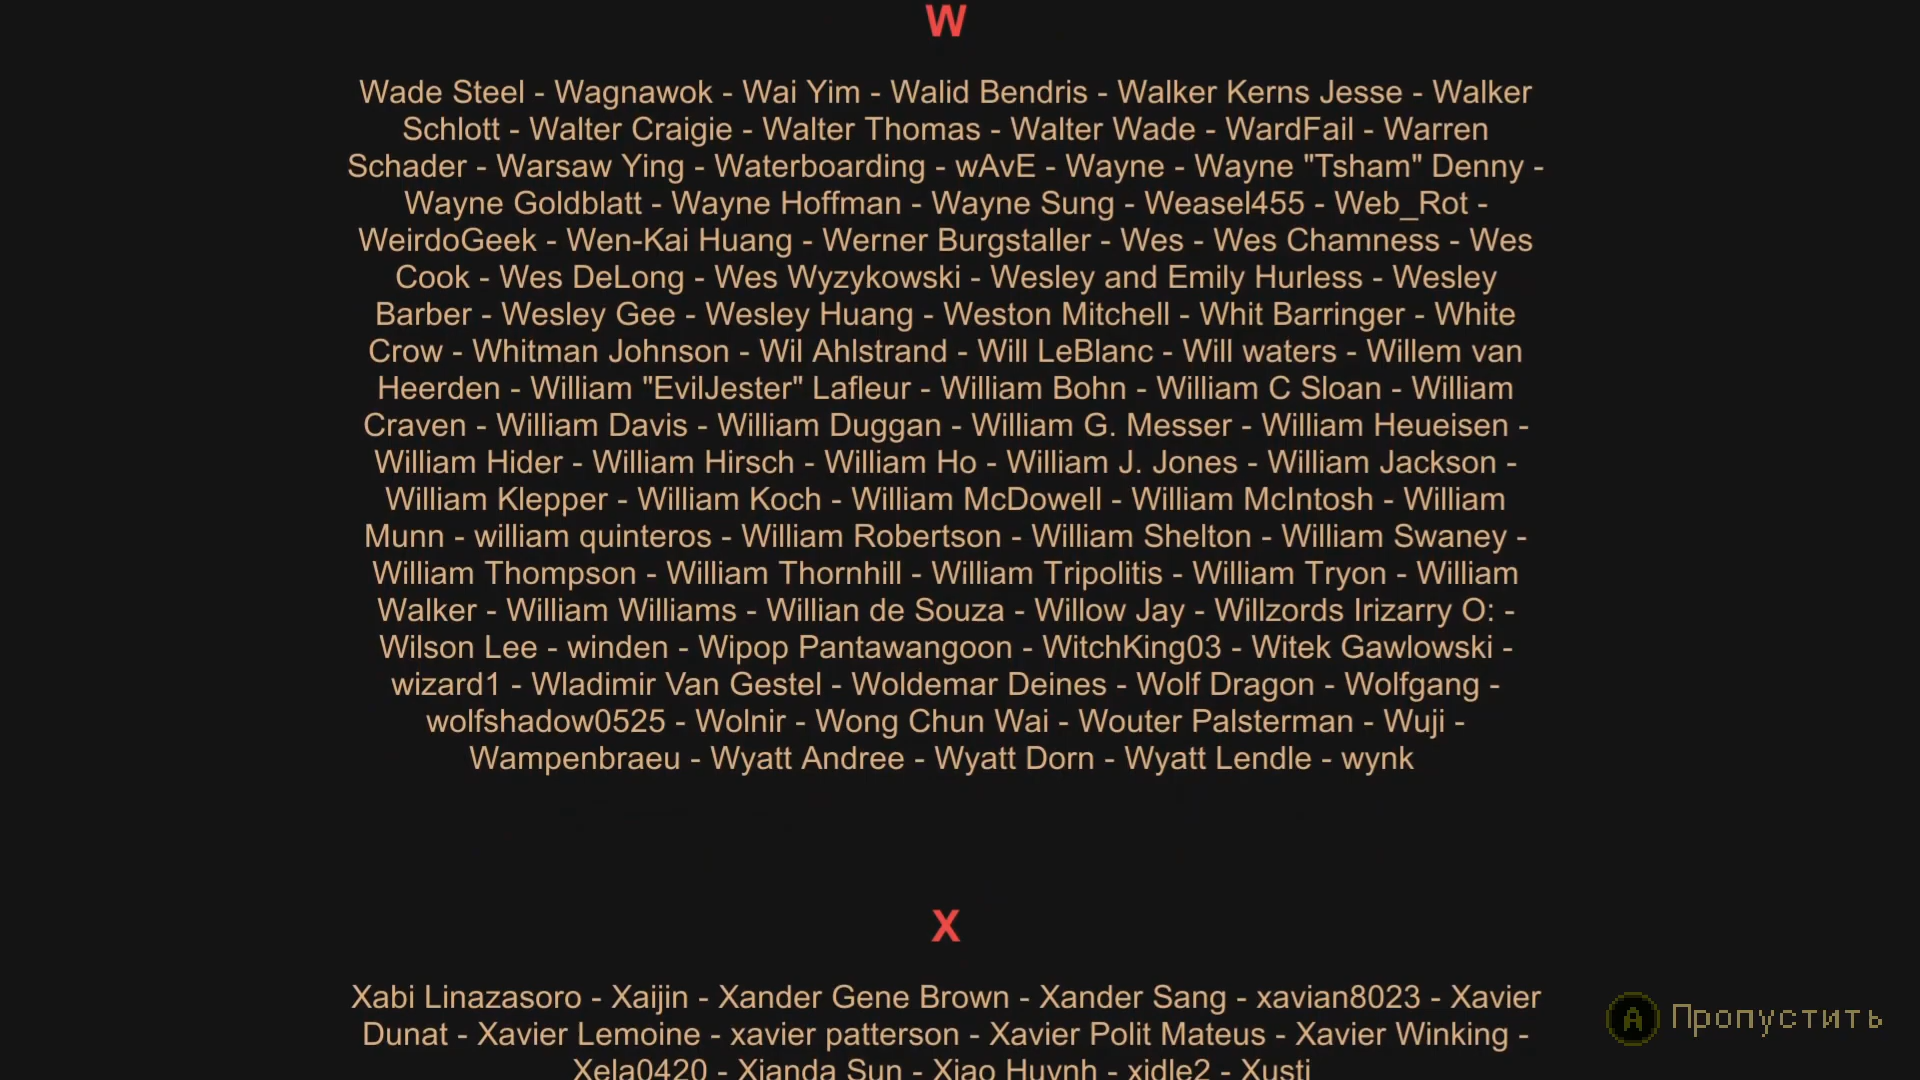 W
Wade Steel - Wagnawok - Wai Yim - Walid Bendris - Walker Kerns Jesse - Walker
Schlott - Walter Craigie - Walter Thomas - Walter Wade - WardFail - Warren
Schader - Warsaw Ying - Waterboarding - wAvE - Wayne - Wayne "Tsham" Denny -
Wayne Goldblatt - Wayne Hoffman - Wayne Sung - Weasel455 - Web_Rot -
WeirdoGeek - Wen-Kai Huang - Werner Burgstaller - Wes - Wes Chamness - Wes
Cook - Wes DeLong - Wes Wyzykowski - Wesley and Emily Hurless - Wesley
Barber - Wesley Gee - Wesley Huang - Weston Mitchell - Whit Barringer - White
Crow - Whitman Johnson - Wil Ahlstrand - Will LeBlanc - Will waters - Willem van
Heerden - William "EvilJester" Lafleur - William Bohn - William C Sloan - William
Craven - William Davis - William Duggan - William G. Messer - William Heueisen -
William Hider - William Hirsch - William Ho - William J. Jones - William Jackson -
William Klepper - William Koch - William McDowell - William McIntosh - William
Munn - william quinteros - William Robertson - William Shelton - William Swaney -
William Thompson - William Thornhill - William Tripolitis - William Tryon - William
Walker - William Williams - Willian de Souza - Willow Jay - Willzords Irizarry O: -
Wilson Lee - winden - Wipop Pantawangoon - WitchKing03 - Witek Gawlowski -
wizard1 - Wladimir Van Gestel - Woldemar Deines - Wolf Dragon - Wolfgang -
wolfshadow0525 - Wolnir - Wong Chun Wai - Wouter Palsterman - Wuji -
Wampenbraeu - Wyatt Andree - Wyatt Dorn - Wyatt Lendle - wynk
X
Xabi Linazasoro - Xaijin - Xander Gene Brown - Xander Sang - xavian8023 - Xavier
Dunat - Xavier Lemoine - xavier patterson - Xavier Polit Mateus - Xavier Winking -
Xela0420 - Xianda Sun - Xiao Huynh - xidle2 - Xusti
A Пропустить